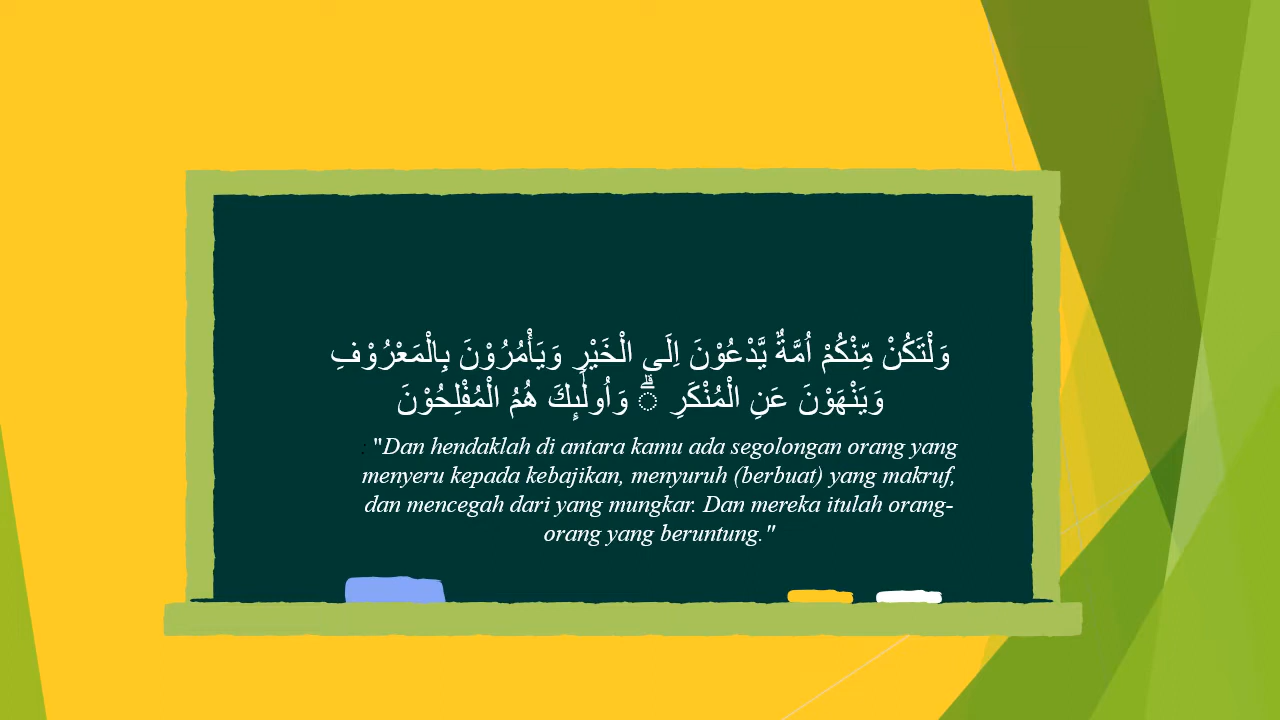 وَلْتَكُنْ مِّنْكُمْ اُمَّةٌ يَّدْعُوْنَ اِلَى الْخَيْرِ وَيَأْمُرُوْنَ بِالْمَعْرُوْفِ
وَيَنْهَوْنَ عَنِ الْمُنْكَرِ ۗ وَاُولٰۤىِٕكَ هُمُ الْمُفْلِحُوْنَ
: "Dan hendaklah di antara kamu ada segolongan orang yang
menyeru kepada kebajikan, menyuruh (berbuat) yang makruf,
dan mencegah dari yang mungkar. Dan mereka itulah orang-
orang yang beruntung."